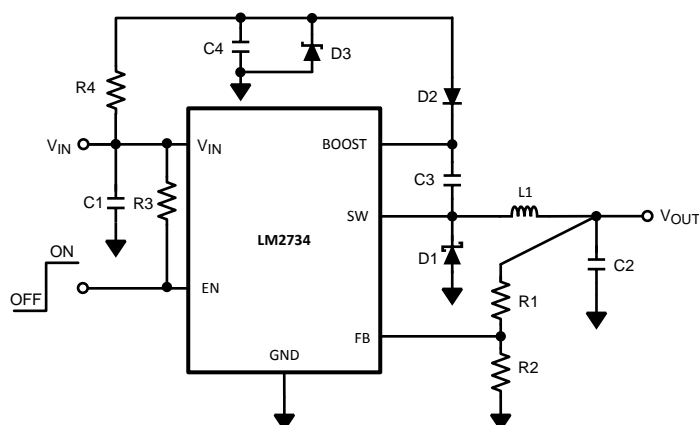 C4
D3
R4
D2
VIN
VIN
BOOST
C1
R3
C3
L1
SW
VOUT
LM2734
D1
C2
ON
OFF
EN
R1
FB
GND
R2